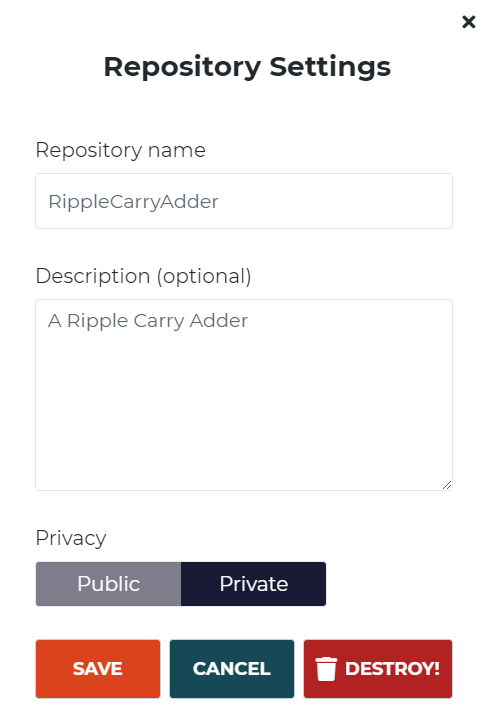 Repository Settings
Repository name
RippleCarryAdder
Description (optional)
A Ripple Carry Adder
Privacy
Public Private
SAVE CANCEL DESTROY!